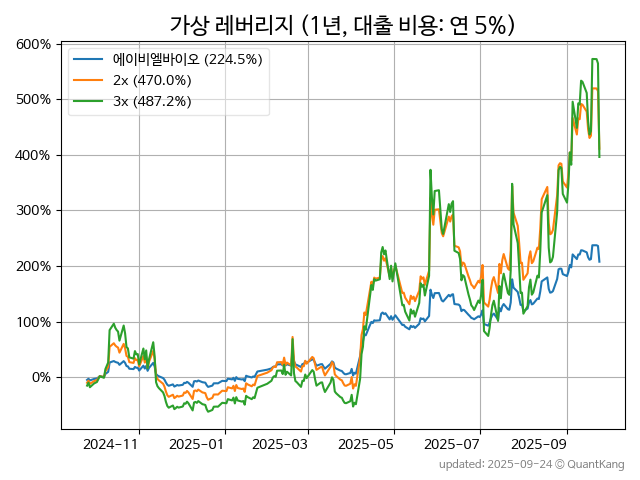 가상 레버리지 (1년, 대출 비용: 연 5%)
600%
500%
400%
300%
200%
100%
0%
에이비엘바이오 (224.5%)
2x (470.0%)
3x (487.2%)
2024-11
2025-01
2025-03
2025-05
2025-07
2025-09
updated: 2025-09-24 © QuantKang